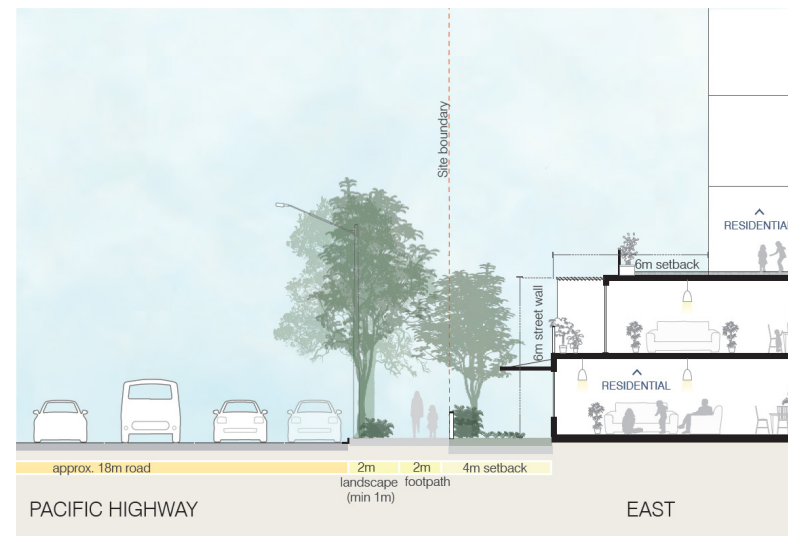 Site boundary
RESIDENTIAL
6m setback
6m street wall
RESIDENTIAL
approx. 18m road
2m
landscape
(min 1m)
2m
footpath
4m setback
PACIFIC HIGHWAY
EAST